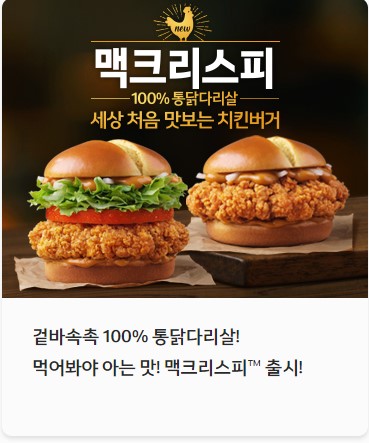 new
맥크리스피
100% 통닭다리살
세상 처음 맛보는 치킨버거
겉바속촉 100% 통닭다리살!
먹어봐야 아는 맛! 맥크리스피™ 출시!